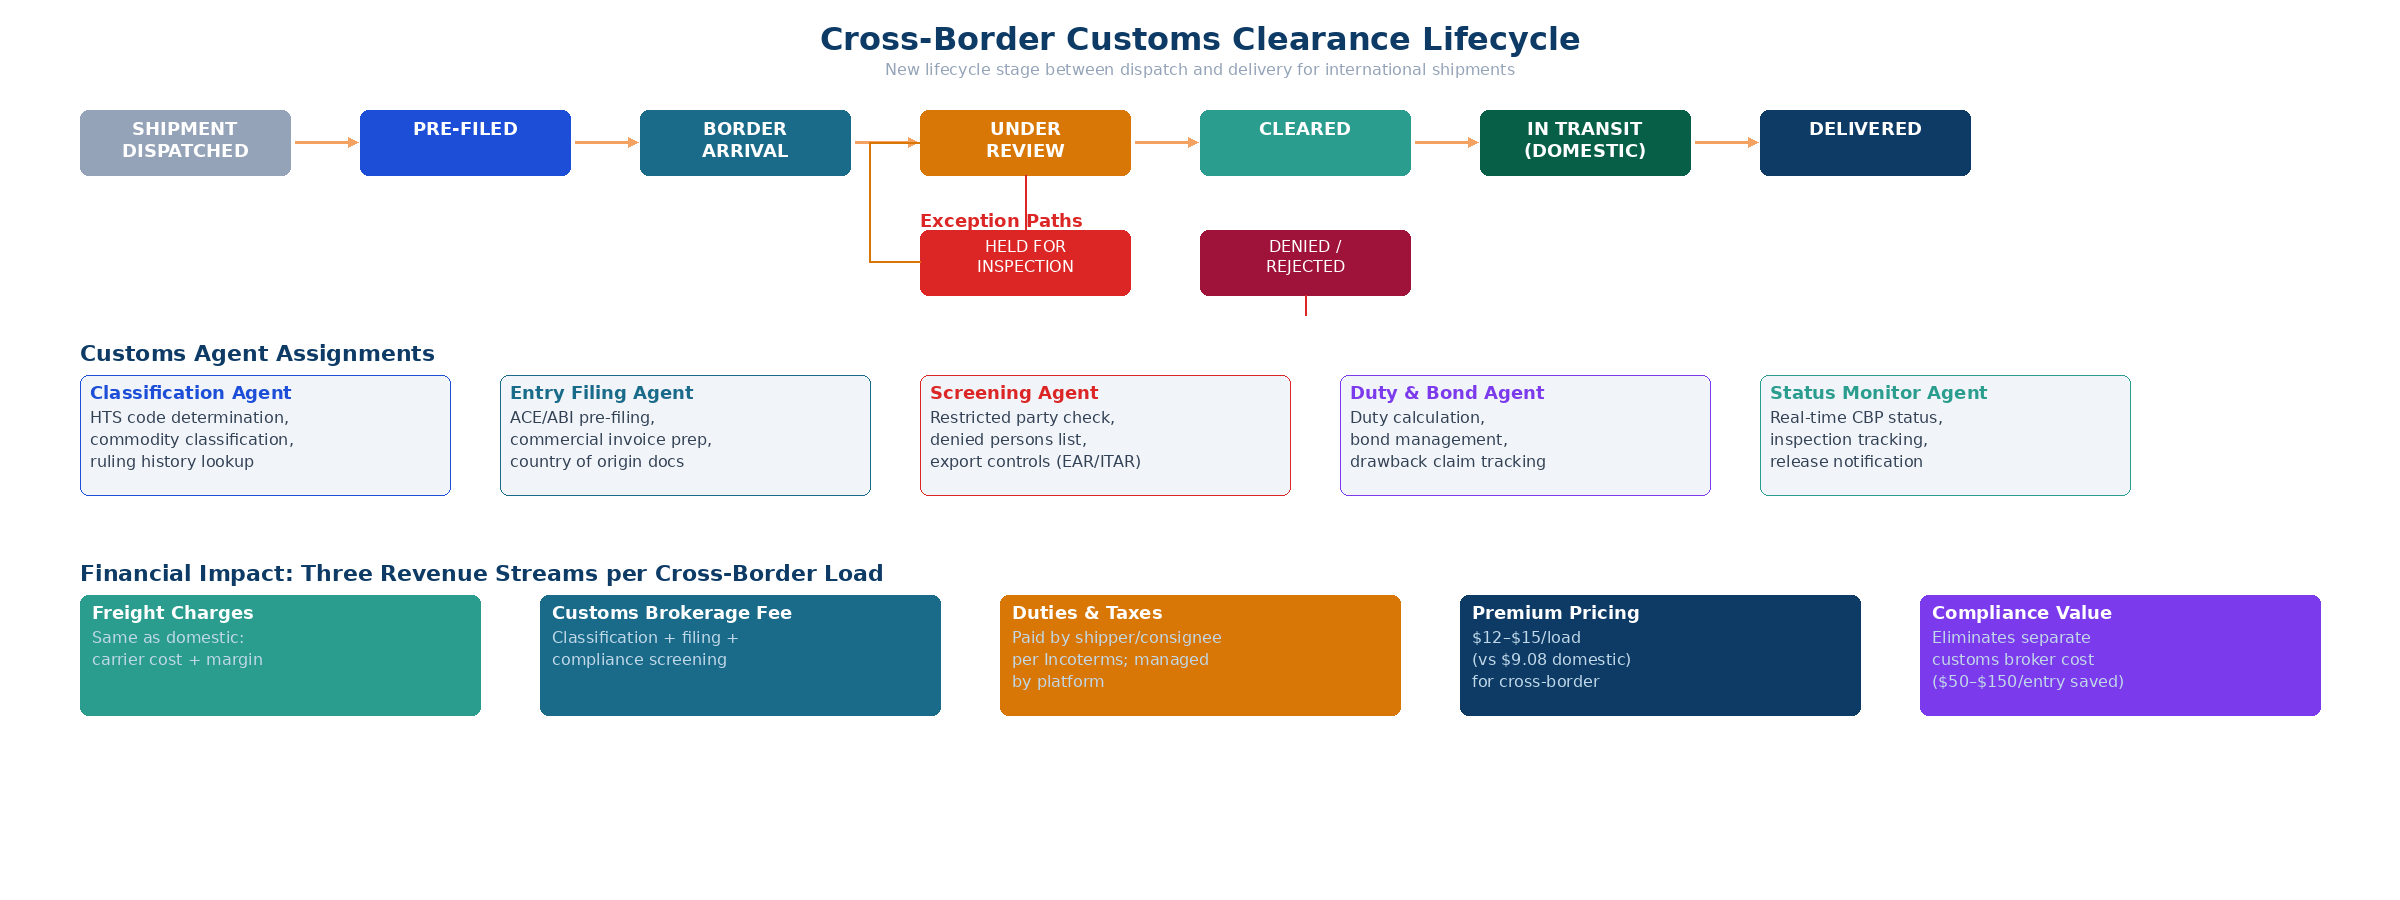 Cross-Border Customs Clearance Lifecycle
New lifecycle stage between dispatch and delivery for international shipments
SHIPMENT
DISPATCHED
PRE-FILED
BORDER
ARRIVAL
UNDER
REVIEW
CLEARED
IN TRANSIT
(DOMESTIC)
DELIVERED
Exception Paths
HELD FOR
INSPECTION
DENIED /
REJECTED
Customs Agent Assignments
Classification Agent
HTS code determination,
commodity classification,
ruling history lookup
Entry Filing Agent
ACE/ABI pre-filing,
commercial invoice prep,
country of origin docs
Screening Agent
Restricted party check,
denied persons list,
export controls (EAR/ITAR)
Duty & Bond Agent
Duty calculation,
bond management,
drawback claim tracking
Status Monitor Agent
Real-time CBP status,
inspection tracking,
release notification
Financial Impact: Three Revenue Streams per Cross-Border Load
Freight Charges
Same as domestic:
carrier cost + margin
Customs Brokerage Fee
Classification + filing +
compliance screening
Duties & Taxes
Paid by shipper/consignee
per Incoterms; managed
by platform
Premium Pricing
$12–$15/load
(vs $9.08 domestic)
for cross-border
Compliance Value
Eliminates separate
customs broker cost
($50–$150/entry saved)